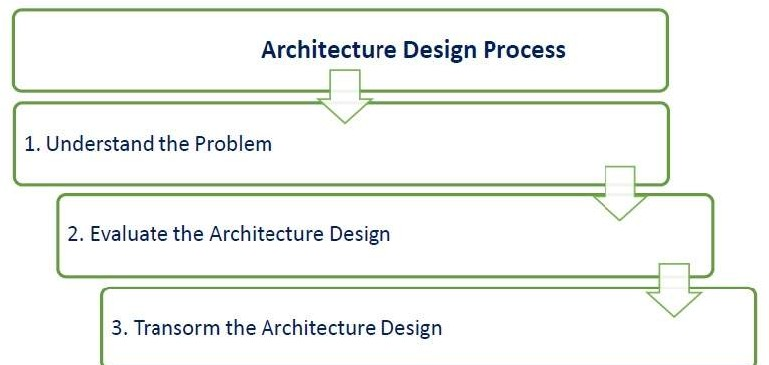 Architecture Design Process
1. Understand the Problem
2. Evaluate the Architecture Design
3. Transorm the Architecture Design